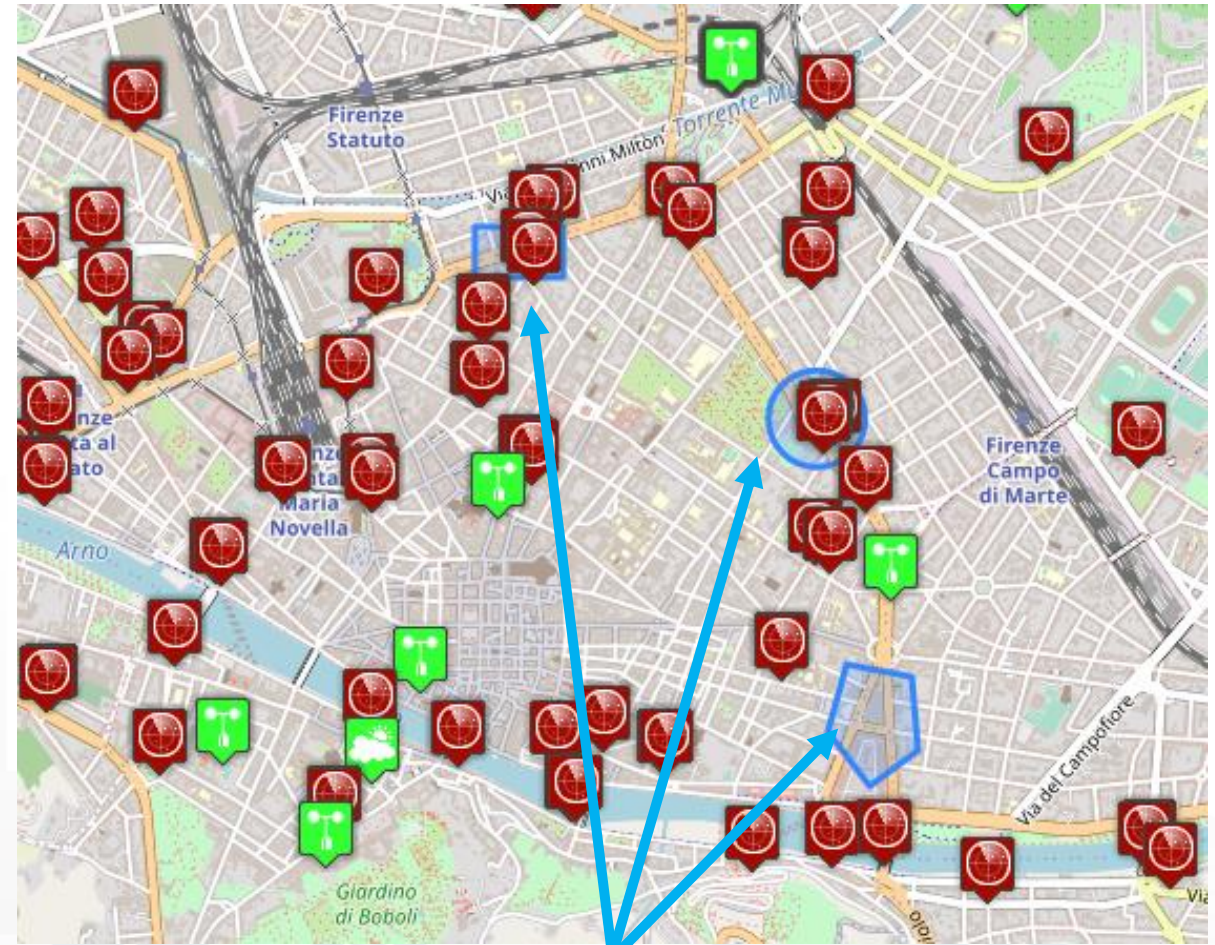 Firenze
Statuto
Torrente Mu
nni Milton
Via
Firenze
Campo
di Marte
nze
ta al
ato
nze
nta
Maria
Novella
Arno
Via del Campofiore
Giardino
di Boboli
Via